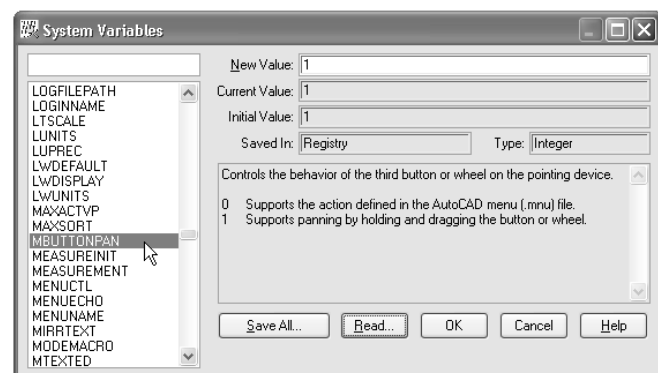 System Variables
New Value: 1
Current Value: 1
Initial Value: 1
Saved In: Registry Type: Integer
LOGFILEPATH
LOGINNAME
LTSCALE
LUNITS
LUPREC
LWDEFAULT
LWDISPLAY
LWUNITS
MAXACTVP
MAXSORT
MBUTTONPAN
MEASUREINIT
MEASUREMENT
MENUCTL
MENUECHO
MENUNAME
MIRRTEXT
MODEMACRO
MTEXTED
Controls the behavior of the third button or wheel on the pointing device.
0 Supports the action defined in the AutoCAD menu (.mnu) file.
1 Supports panning by holding and dragging the button or wheel.
Save All... Read... OK Cancel Help